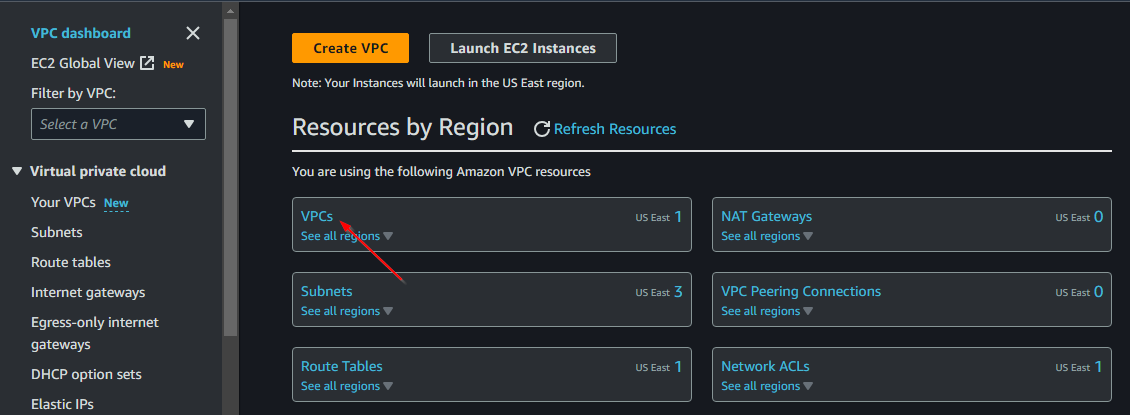 VPC dashboard
EC2 Global View New
Filter by VPC:
Select a VPC
Virtual private cloud
Your VPCs New
Subnets
Route tables
Internet gateways
Egress-only internet
gateways
DHCP option sets
Elastic IPs
Create VPC
Launch EC2 Instances
Note: Your Instances will launch in the US East region.
Resources by Region
Refresh Resources
You are using the following Amazon VPC resources
VPCs US East 1
See all regions
NAT Gateways US East 0
See all regions
Subnets US East 3
See all regions
VPC Peering Connections US East 0
See all regions
Route Tables US East 1
See all regions
Network ACLs US East 1
See all regions